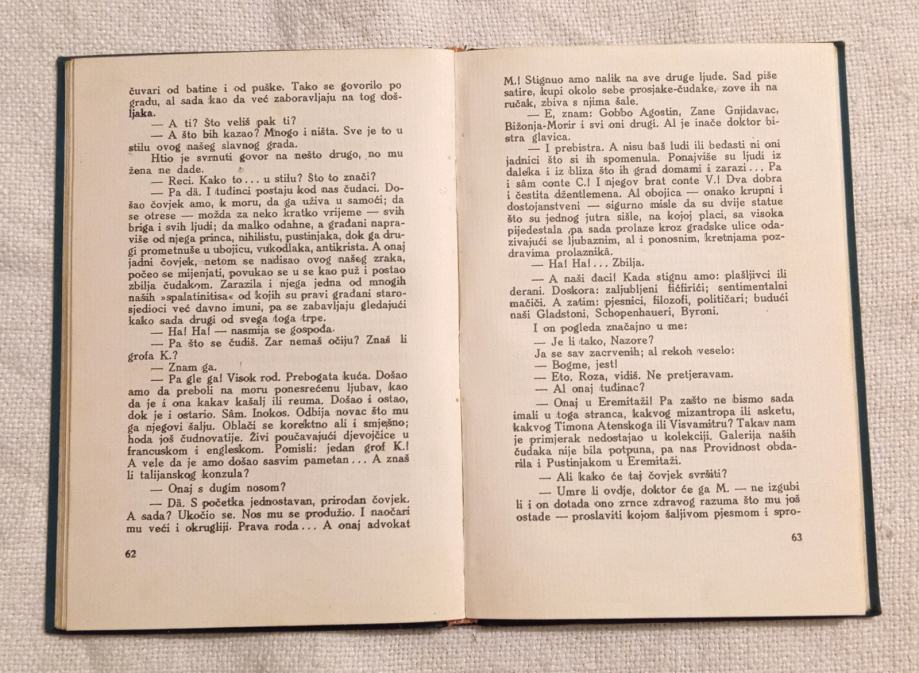 čuvari od batine i od puške. Tako se govorilo po
gradu, al sada kao da već zaboravljaju na tog doš-
ljaka.
— A ti? Što veliš pak ti?
— A što bih kazao? Mnogo i ništa. Sve je to u
stilu ovog našeg slavnog grada.
Htio je svrnuti govor na nešto drugo, no mu
žena ne dade.
— Reci. Kako to... u stilu? Što to znači?
— Pa dā. I tuđinci postaju kod nas čudaci. Do-
šao čovjek amo, k moru, da ga uživa u samoći; da
se otrese — možda za neko kratko vrijeme — svih
briga i svih ljudi; da malko odahne, a građani napra-
više od njega princa, nihilistu, pustinjaka, dok ga dru-
gi prometnuše u ubojicu, vukodlaka, antikrista. A onaj
jadni čovjek, netom se nadisao ovog našeg zraka,
počeo se mijenjati, povukao se u se kao puž i postao
zbilja čudakom. Zarazila i njega jedna od mnogih
naših »spalatinitisa« od kojih su pravi građani staro-
sjedioci već davno imuni, pa se zabavljaju gledajući
kako sada drugi od svega toga trpe.
— Ha! Ha! — nasmija se gospođa.
— Pa što se čudiš. Zar nemaš očiju? Znaš li
grofa K.?
— Znam ga.
— Pa gle ga! Visok rod. Prebogata kuća. Došao
amo da preboli na moru ponesrećenu ljubav, kao
da je i ona kakav kašalj ili reuma. Došao i ostao,
dok je i ostario. Sâm. Inokos. Odbija novac što mu
ga njegovi šalju. Oblači se korektno ali i smješno;
hoda još čudnovatije. Živi poučavajući djevojčice u
francuskom i engleskom. Pomisli: jedan grof K.!
A vele da je amo došao sasvim pametan... A znaš
li talijanskog konzula?
— Onaj s dugim nosom?
— Dā. S početka jednostavan, prirodan čovjek.
A sada? Ukočio se. Nos mu se produžio. I naočari
mu veći i okrugliji. Prava roda... A onaj advokat
62
M.! Stignuo amo nalik na sve druge ljude. Sad piše
satire, kupi okolo sebe prosjake-čudake, zove ih na
ručak, zbiva s njima šale.
— E, znam: Gobbo Agostin, Zane Gnjidavac,
Bižonja-Morir i svi oni drugi. Al je inače doktor bi-
stra glavica.
— I prebistra. A nisu baš ludi ili bedasti ni oni
jadnici što si ih spomenula. Ponajviše su ljudi iz
daleka i iz bliza što ih grad domami i zarazi... Pa
i sâm conte C.! I njegov brat conte V.! Dva dobra
i čestita džentlemena. Al obojica — onako krupni i
dostojanstveni — sigurno misle da su dvije statue
što su jednog jutra sišle, na kojoj placi, sa visoka
pijedestala pa sada prolaze kroz gradske ulice oda-
zivajući se ljubaznim, al i ponosnim, kretnjama poz-
dravima prolaznikâ.
— Ha! Ha!... Zbilja.
— A naši đaci! Kada stignu amo: plašljivci ili
derani. Doskora: zaljubljeni fićfirići; sentimentalni
mačići. A zatim: pjesnici, filozofi, političari; budući
naši Gladstoni, Schopenhaueri, Byroni.
I on pogleda značajno u me:
— Je li tako, Nazore?
Ja se sav zacrvenih; al rekoh veselo:
— Bogme, jest!
— Eto, Roza, vidiš. Ne pretjeravam.
— Al onaj tuđinac?
— Onaj u Eremitaži! Pa zašto ne bismo sada
imali u toga stranca, kakvog mizantropa ili asketu,
kakvog Timona Atenskoga ili Visvamitru? Takav nam
je primjerak nedostajao u kolekciji. Galerija naših
čudaka nije bila potpuna, pa nas Providnost obda-
rila i Pustinjakom u Eremitaži.
— Ali kako će taj čovjek svršiti?
— Umre li ovdje, doktor će ga M. — ne izgubi
li i on dotada ono zrnce zdravog razuma što mu još
ostade — proslaviti kojom šaljivom pjesmom i spro-
63